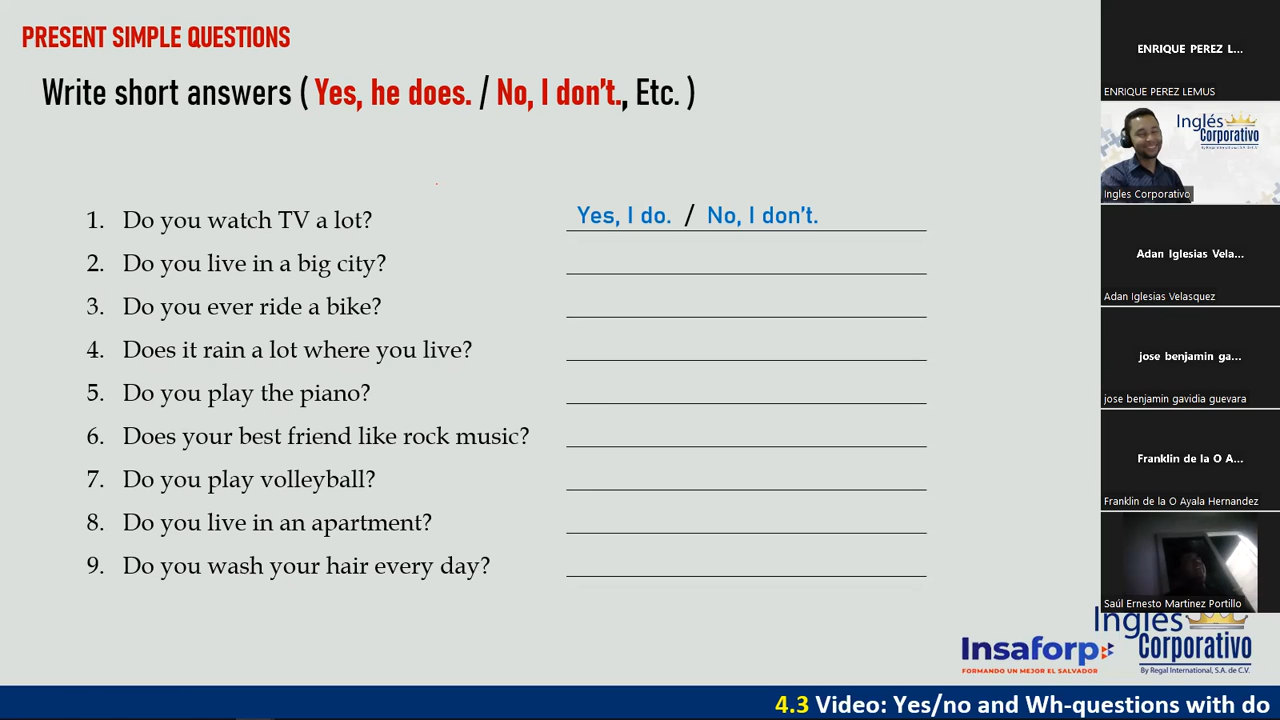 PRESENT SIMPLE QUESTIONS
Write short answers ( Yes, he does. / No, I don't., Etc. )
1. Do you watch TV a lot? Yes, I do. / No, I don't.
2. Do you live in a big city?
3. Do you ever ride a bike?
4. Does it rain a lot where you live?
5. Do you play the piano?
6. Does your best friend like rock music?
7. Do you play volleyball?
8. Do you live in an apartment?
9. Do you wash your hair every day?
ENRIQUE PEREZ L...
ENRIQUE PEREZ LEMUS
Inglés
Corporativo
By Regal International, S.A. de C.V.
Ingles Corporativo
Adan Iglesias Vela...
Adan Iglesias Velasquez
jose benjamin ga...
jose benjamin gavidia guevara
Franklin de la O A...
Franklin de la O Ayala Hernandez
Saúl Ernesto Martinez Portillo
Insaforp
FORMANDO UN MEJOR EL SALVADOR
Inglés
Corporativo
By Regal International, S.A. de C.V.
4.3 Video: Yes/no and Wh-questions with do